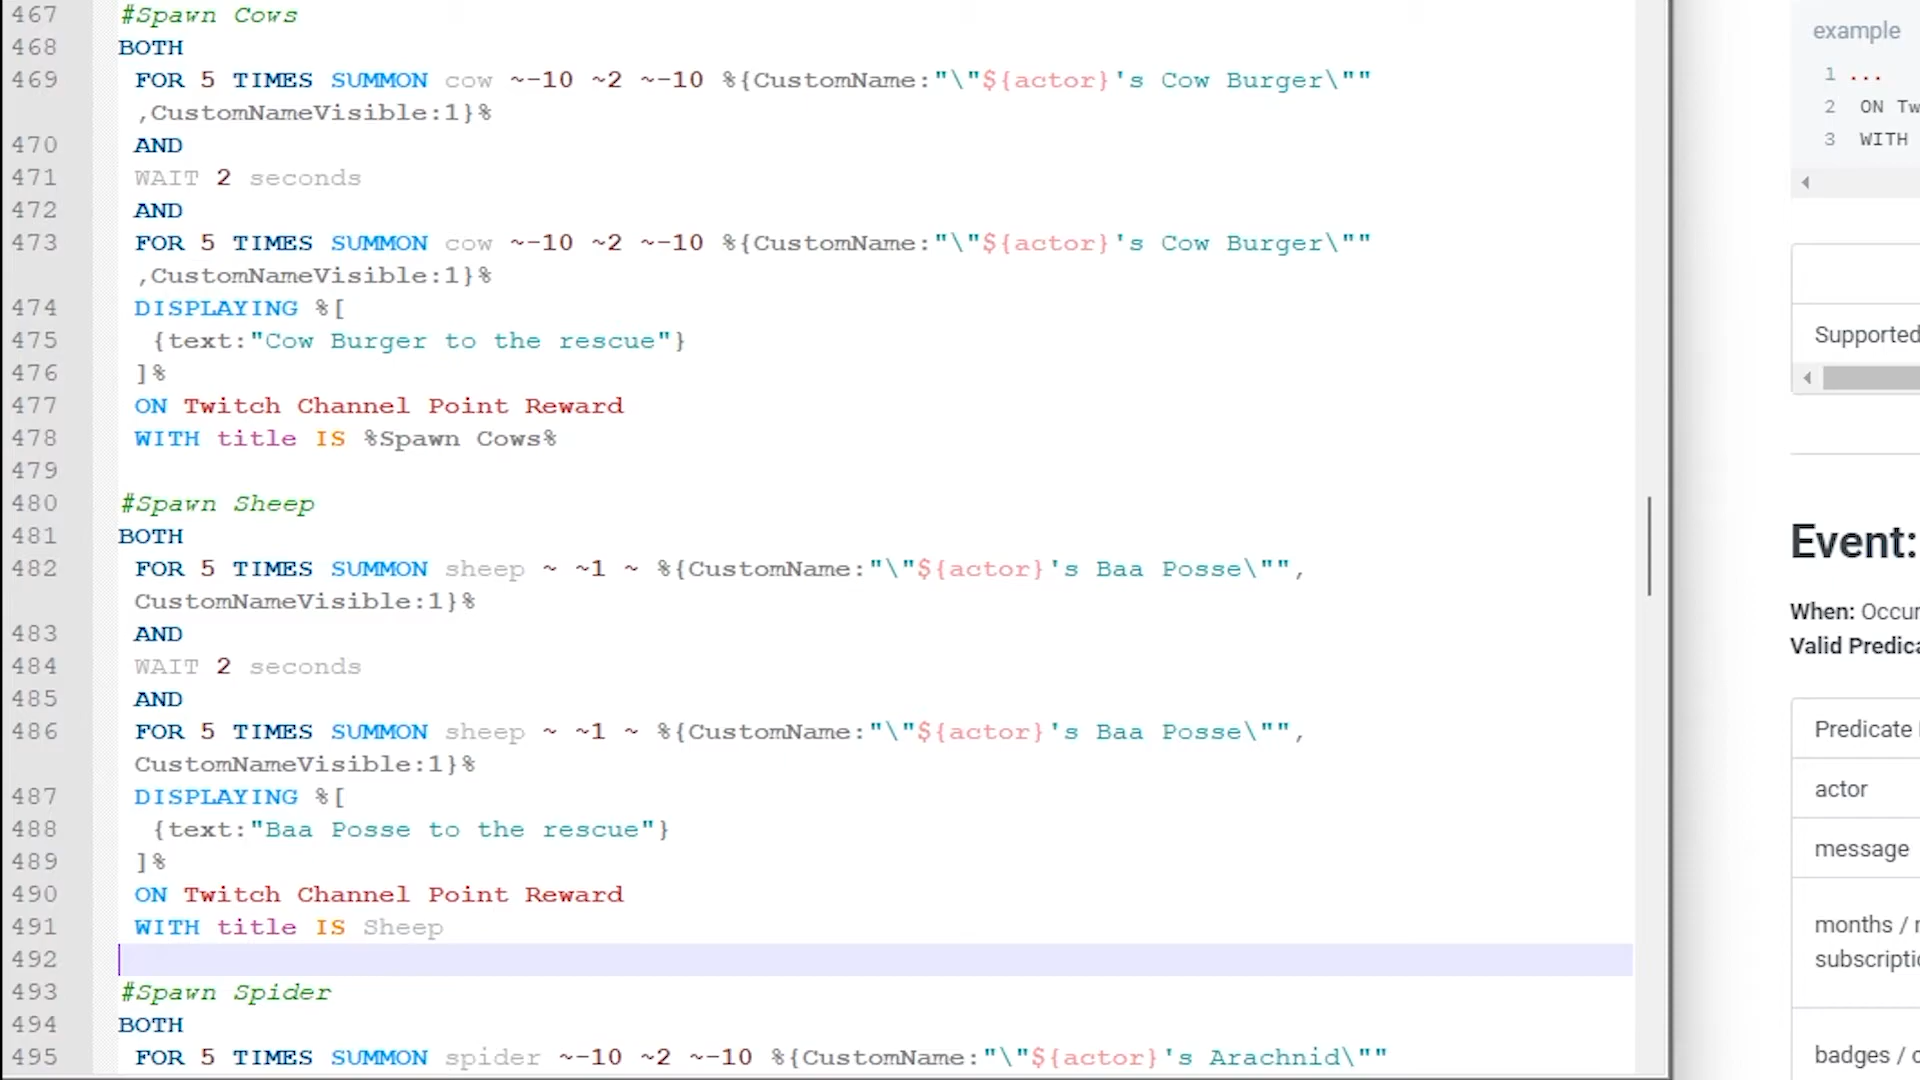 467 #Spawn Cows
468 BOTH
469 FOR 5 TIMES SUMMON cow ~-10 ~2 ~-10 %{CustomName:"\"${actor}'s Cow Burger\""
,CustomNameVisible:1}%
470 AND
471 WAIT 2 seconds
472 AND
473 FOR 5 TIMES SUMMON cow ~-10 ~2 ~-10 %{CustomName:"\"${actor}'s Cow Burger\""
,CustomNameVisible:1}%
474 DISPLAYING %[
475 {text:"Cow Burger to the rescue"}
476 ]%
477 ON Twitch Channel Point Reward
478 WITH title IS %Spawn Cows%
479
480 #Spawn Sheep
481 BOTH
482 FOR 5 TIMES SUMMON sheep ~ ~1 ~ %{CustomName:"\"${actor}'s Baa Posse\"",
CustomNameVisible:1}%
483 AND
484 WAIT 2 seconds
485 AND
486 FOR 5 TIMES SUMMON sheep ~ ~1 ~ %{CustomName:"\"${actor}'s Baa Posse\"",
CustomNameVisible:1}%
487 DISPLAYING %[
488 {text:"Baa Posse to the rescue"}
489 ]%
490 ON Twitch Channel Point Reward
491 WITH title IS Sheep
492
493 #Spawn Spider
494 BOTH
495 FOR 5 TIMES SUMMON spider ~-10 ~2 ~-10 %{CustomName:"\"${actor}'s Arachnid\""
example
1 ...
2 ON Tw
3 WITH
Supported
Event:
When: Occur
Valid Predica
Predicate
actor
message
months /
subscripti
badges /